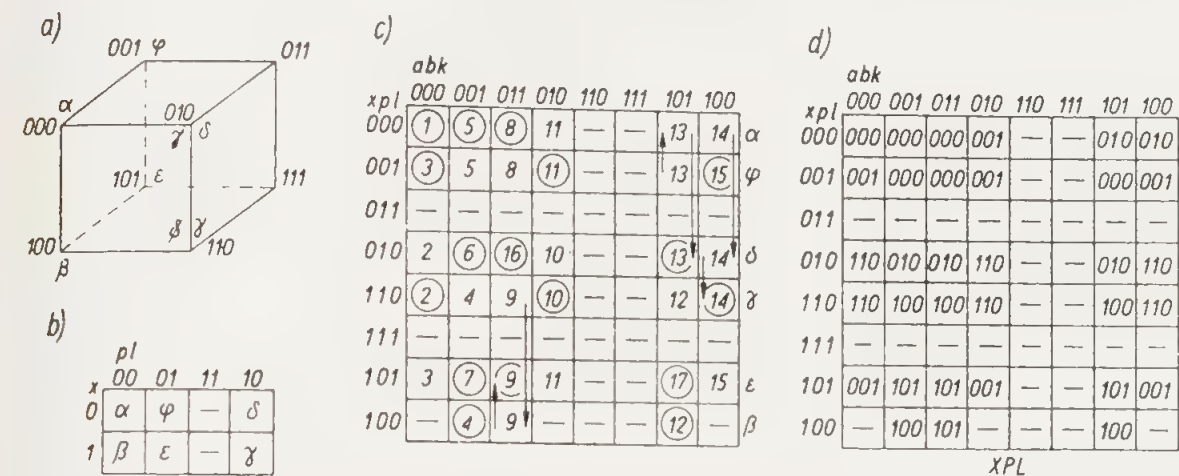 a)
001 φ 011
α
000 010
γ δ
101 ε 111
100 δ γ 110
β
b)
pl
x 00 01 11 10
0 α φ — δ
1 β ε — γ
c)
abk
xpl 000 001 011 010 110 111 101 100
000 1 5 8 11 — — 13 14 α
001 3 5 8 11 — — 13 15 φ
011 — — — — — — — —
010 2 6 16 10 — — 13 14 δ
110 2 4 9 10 — — 12 14 γ
111 — — — — — — — —
101 3 7 9 11 — — 17 15 ε
100 — 4 9 — — — 12 — β
d)
abk
xpl 000 001 011 010 110 111 101 100
000 000 000 000 001 — — 010 010
001 001 000 000 001 — — 000 001
011 — — — — — — — —
010 110 010 010 110 — — 010 110
110 110 100 100 110 — — 100 110
111 — — — — — — — —
101 001 101 101 001 — — 101 001
100 — 100 101 — — — 100 —
XPL